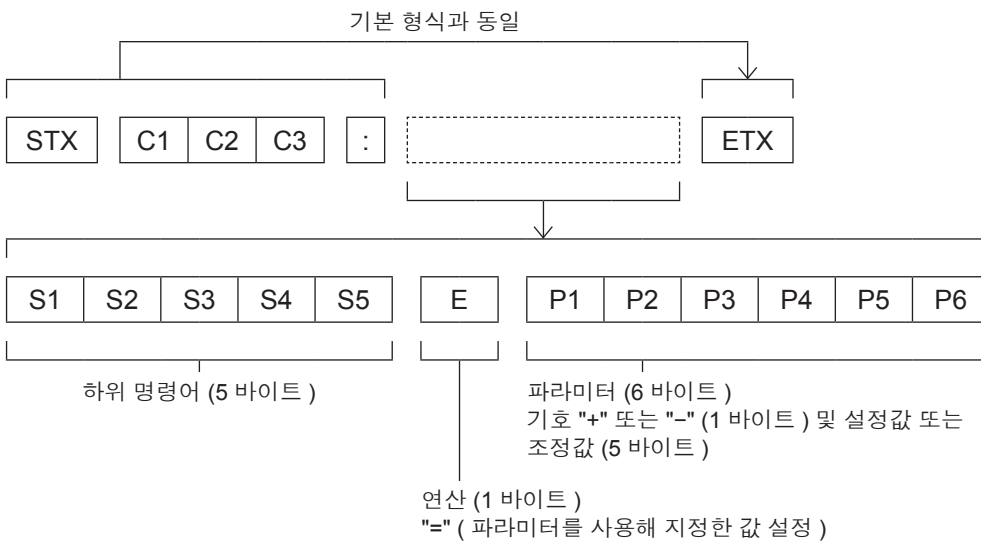 기본 형식과 동일
STX C1 C2 C3 : ETX
S1 S2 S3 S4 S5 E P1 P2 P3 P4 P5 P6
하위 명령어 (5 바이트 )
파라미터 (6 바이트 )
기호 "+" 또는 "−" (1 바이트 ) 및 설정값 또는
조정값 (5 바이트 )
연산 (1 바이트 )
"=" ( 파라미터를 사용해 지정한 값 설정 )